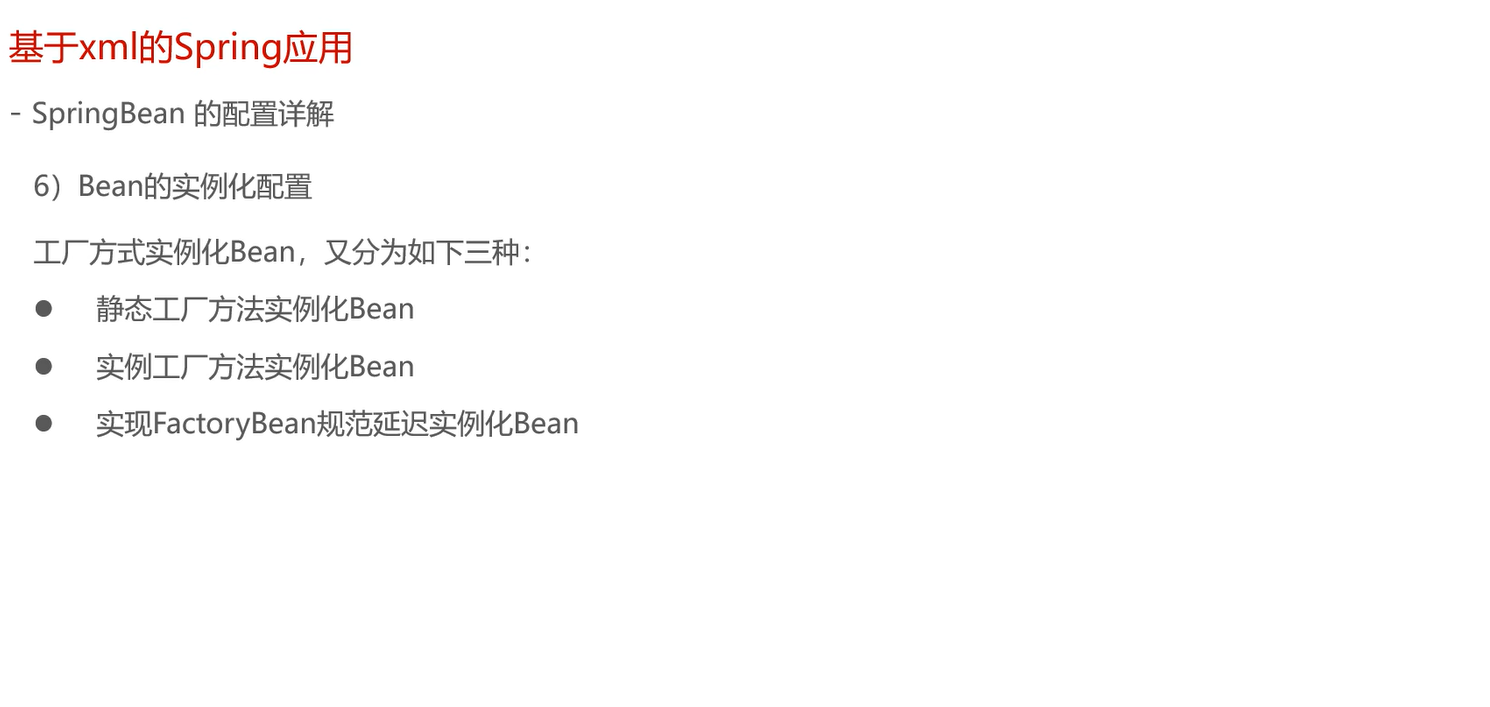 基于xml的Spring应用
- SpringBean 的配置详解
6）Bean的实例化配置
工厂方式实例化Bean，又分为如下三种：
● 静态工厂方法实例化Bean
● 实例工厂方法实例化Bean
● 实现FactoryBean规范延迟实例化Bean